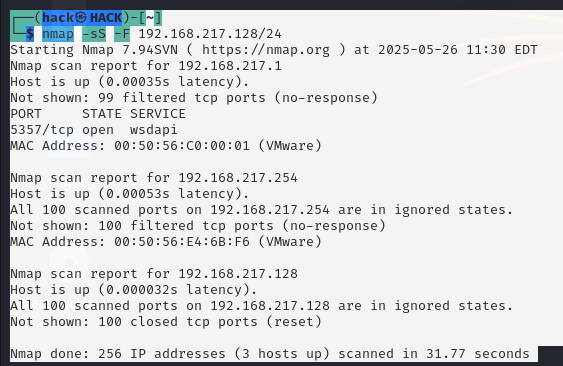 ┌──(hack㉿HACK)-[~]
└─$ nmap -sS -F 192.168.217.128/24
Starting Nmap 7.94SVN ( https://nmap.org ) at 2025-05-26 11:30 EDT
Nmap scan report for 192.168.217.1
Host is up (0.00035s latency).
Not shown: 99 filtered tcp ports (no-response)
PORT     STATE SERVICE
5357/tcp open  wsdapi
MAC Address: 00:50:56:C0:00:01 (VMware)
Nmap scan report for 192.168.217.254
Host is up (0.00053s latency).
All 100 scanned ports on 192.168.217.254 are in ignored states.
Not shown: 100 filtered tcp ports (no-response)
MAC Address: 00:50:56:E4:6B:F6 (VMware)
Nmap scan report for 192.168.217.128
Host is up (0.000032s latency).
All 100 scanned ports on 192.168.217.128 are in ignored states.
Not shown: 100 closed tcp ports (reset)
Nmap done: 256 IP addresses (3 hosts up) scanned in 31.77 seconds